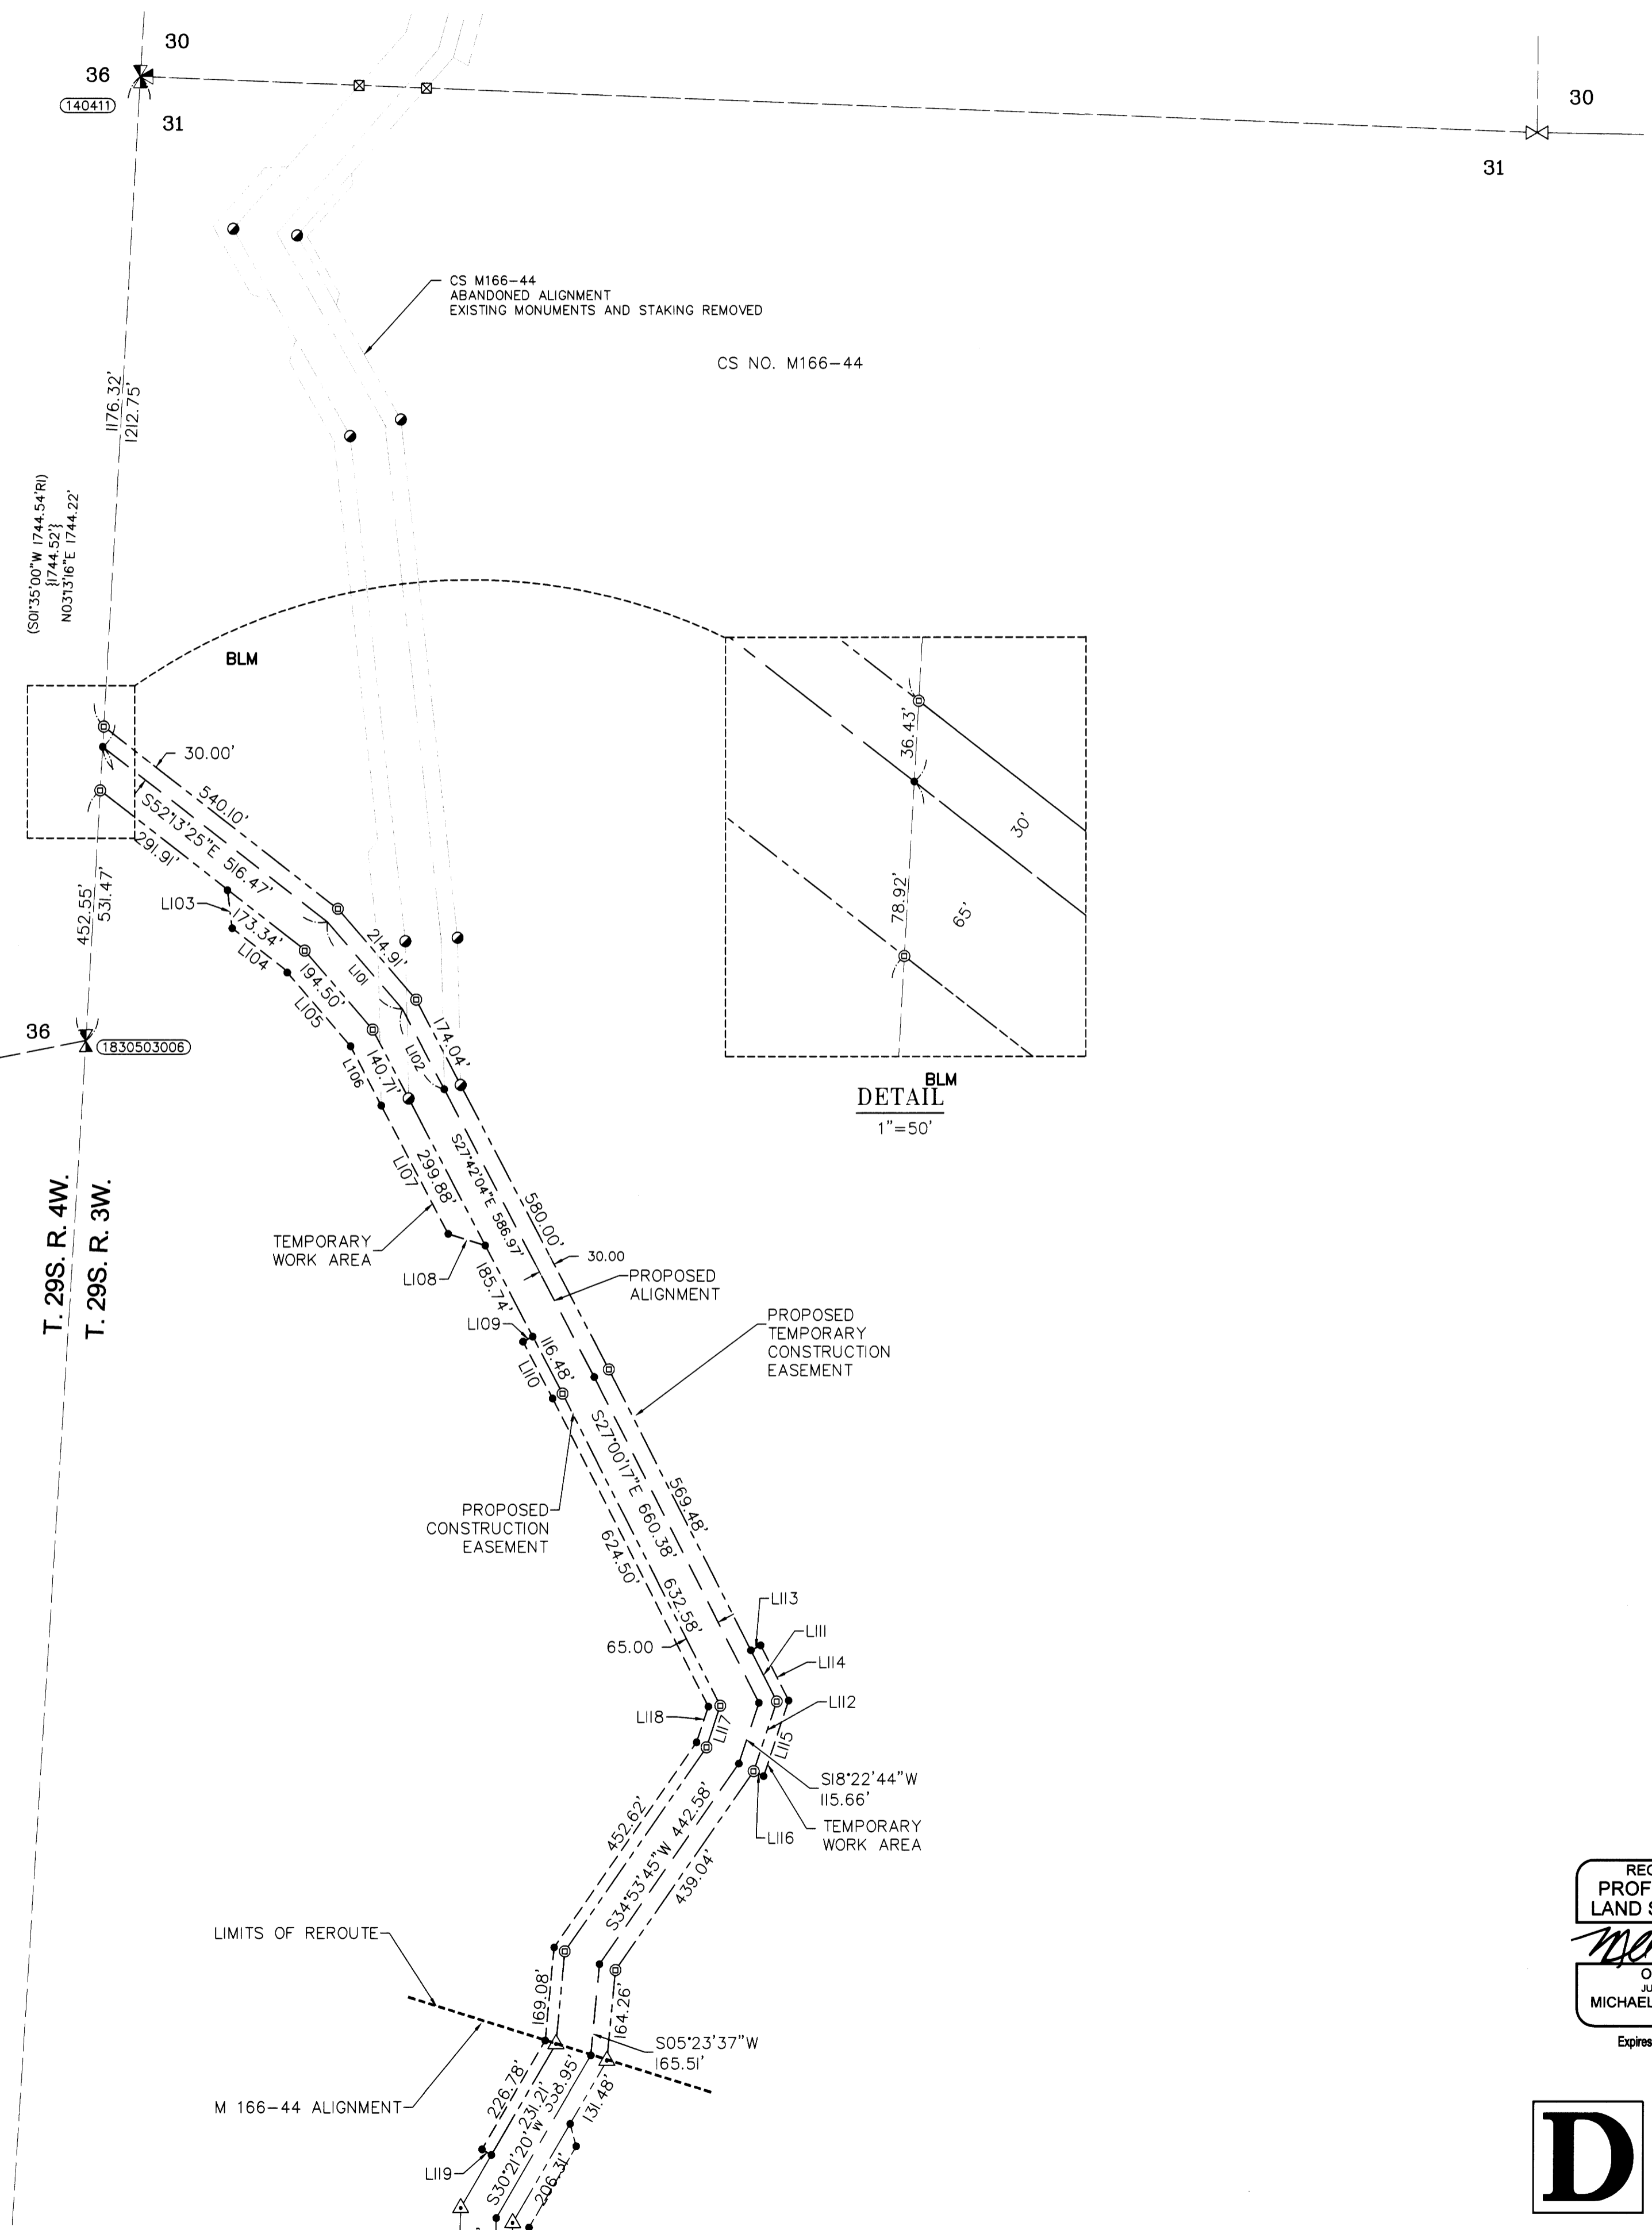 30
36
140411
31
30
31
CS M166-44
ABANDONED ALIGNMENT
EXISTING MONUMENTS AND STAKING REMOVED
CS NO. M166-44
1176.32'
1212.75'
(S01°35'00"W 1744.54'R1)
{1744.52'}
N03°13'16"E 1744.22'
BLM
30.00'
540.10'
S52°13'25"E 516.47'
291.91'
L103
173.34'
L104
194.50'
L105
L101
214.91'
174.04'
L102
140.71'
L106
452.55'
531.47'
36
1830503006
36.43'
78.92'
30'
65'
BLM
DETAIL
1"=50'
T. 29S. R. 4W.
T. 29S. R. 3W.
L107
299.88'
S27°42'04"E 586.97'
580.00'
TEMPORARY
WORK AREA
L108
185.74'
30.00
PROPOSED
ALIGNMENT
L109
116.48'
L110
PROPOSED
TEMPORARY
CONSTRUCTION
EASEMENT
S27°00'17"E 660.38'
569.48'
PROPOSED
CONSTRUCTION
EASEMENT
624.50'
632.58'
65.00
L113
L111
L114
L112
L118
L117
L115
S18°22'44"W
115.66'
TEMPORARY
WORK AREA
L116
452.62'
S34°53'45"W 442.58'
439.04'
LIMITS OF REROUTE
169.08'
164.26'
S05°23'37"W
165.51'
M 166-44 ALIGNMENT
226.78'
231.21'
131.48'
L119
S30°21'20"W
206.31'
REG
PROF
LAND S
O
JU
MICHAEL
Expires
D